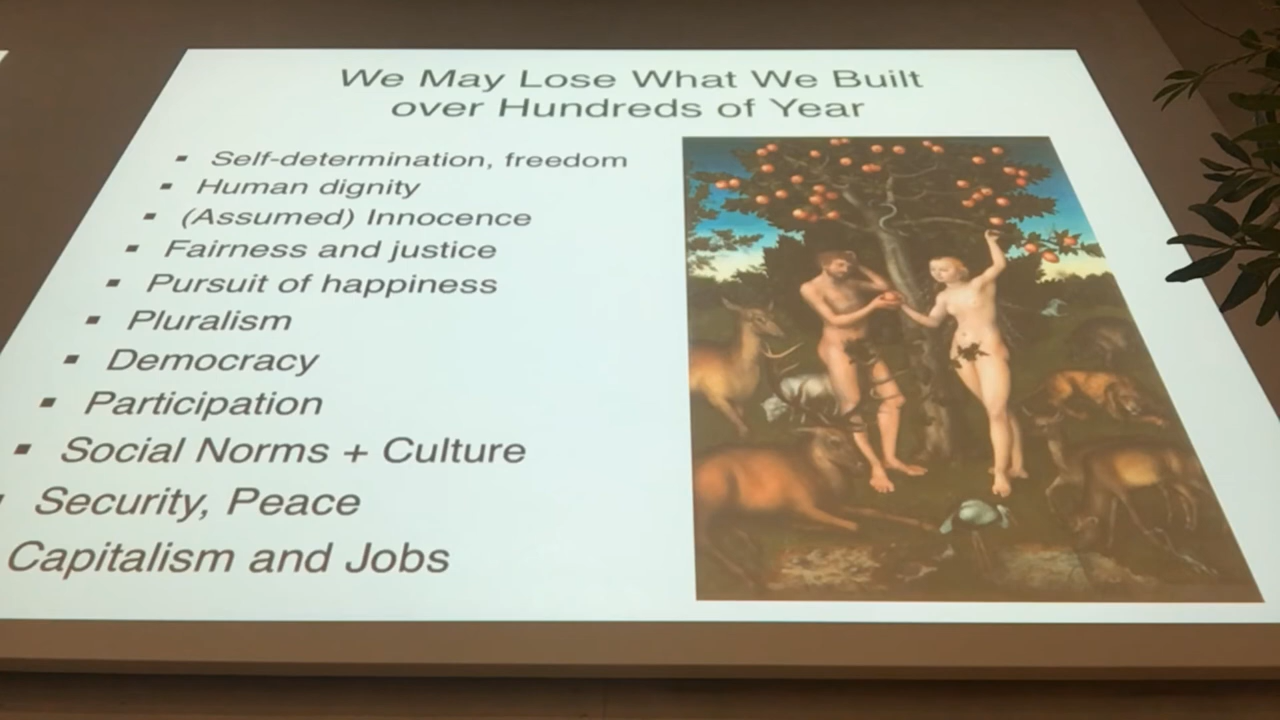 We May Lose What We Built
over Hundreds of Year
▪ Self-determination, freedom
▪ Human dignity
▪ (Assumed) Innocence
▪ Fairness and justice
▪ Pursuit of happiness
▪ Pluralism
▪ Democracy
▪ Participation
▪ Social Norms + Culture
▪ Security, Peace
Capitalism and Jobs